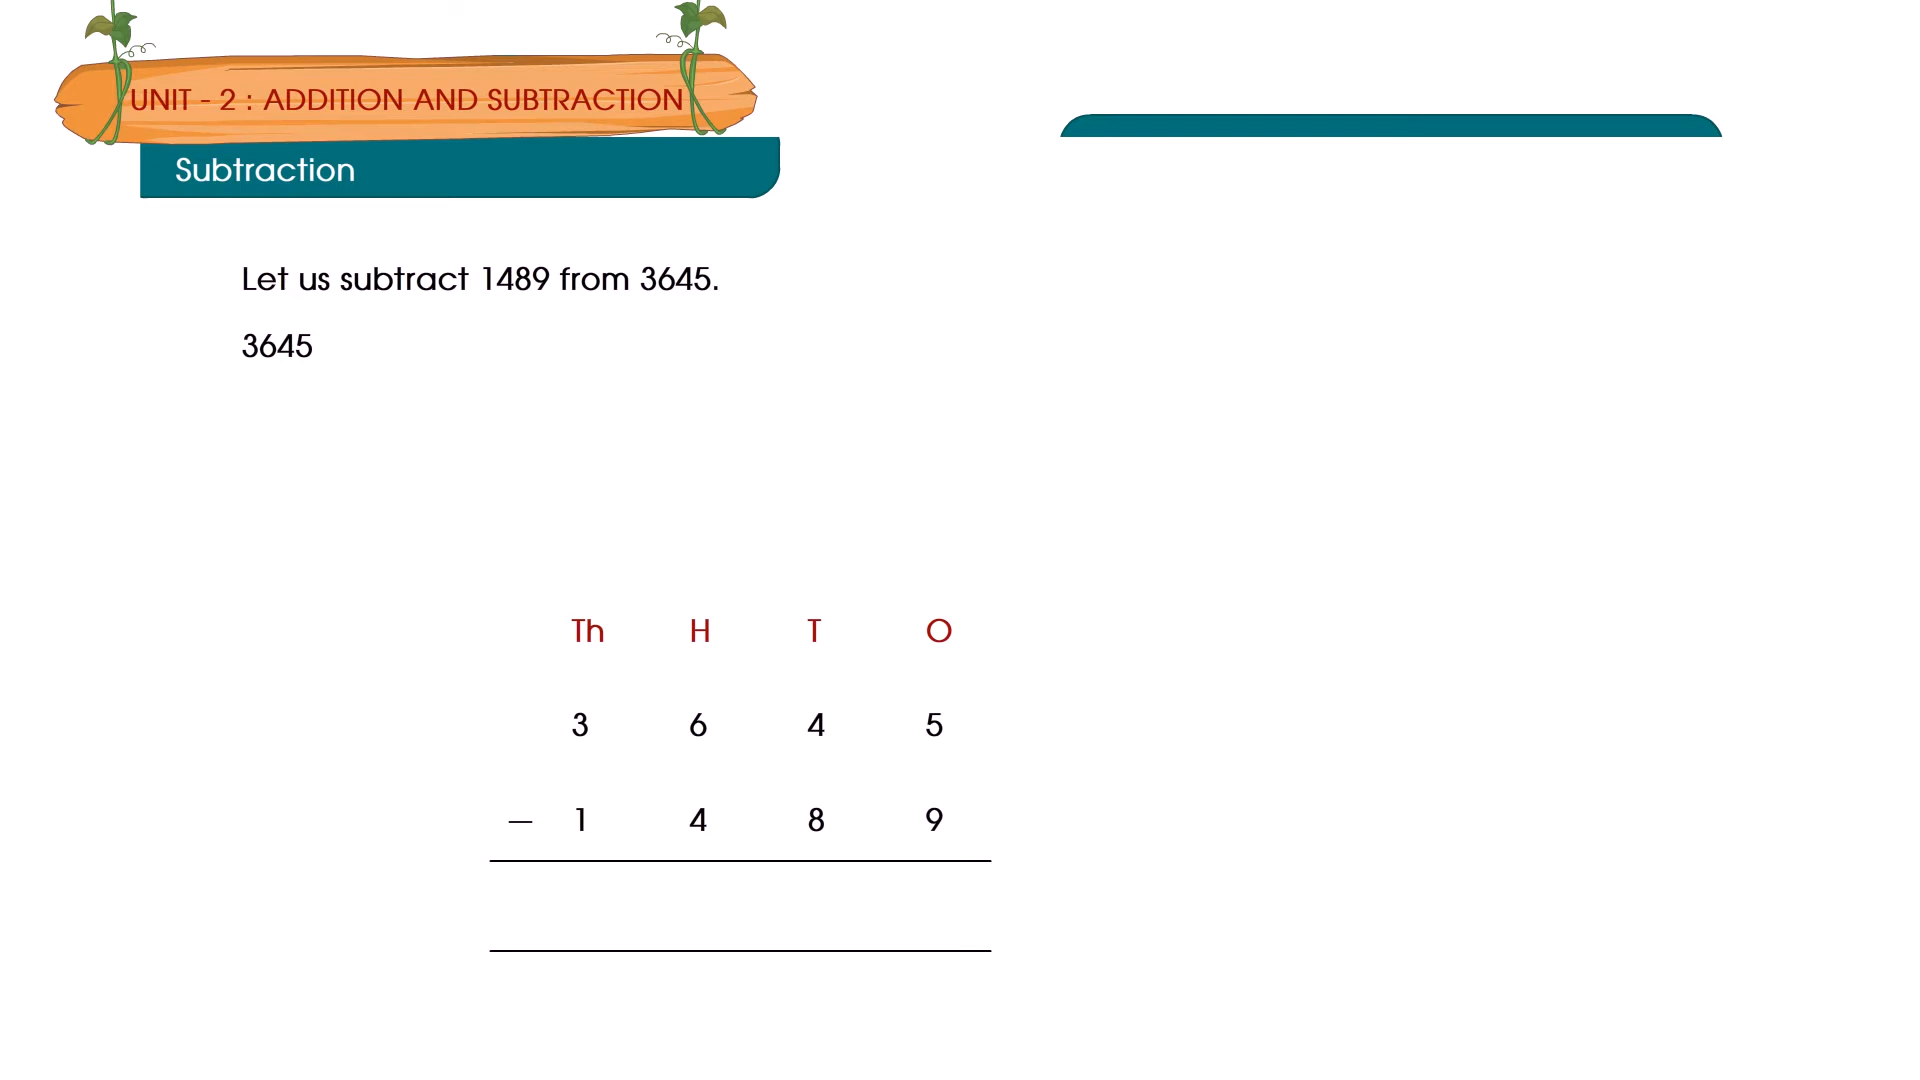 UNIT - 2 : ADDITION AND SUBTRACTION
Subtraction
Let us subtract 1489 from 3645.
3645
Th H T O
3 6 4 5
— 1 4 8 9